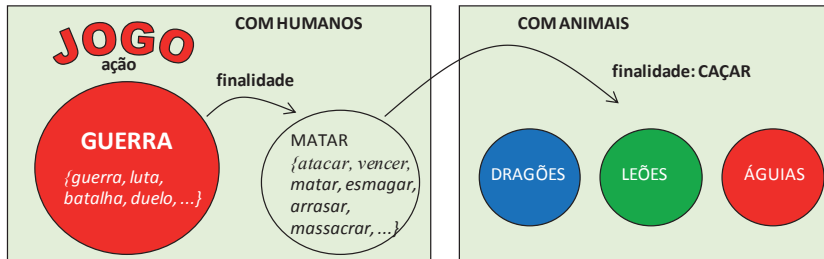 COM HUMANOS
JOGO
ação
finalidade
GUERRA
{guerra, luta,
batalha, duelo, ...}
MATAR
{atacar, vencer,
matar, esmagar,
arrasar,
massacrar, ...}
COM ANIMAIS
finalidade: CAÇAR
DRAGÕES
LEÕES
ÁGUIAS